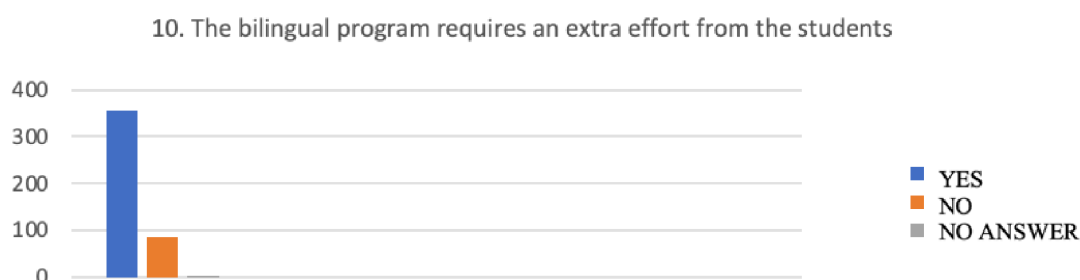 10. The bilingual program requires an extra effort from the students
400
300
200
100
0
YES
NO
NO ANSWER